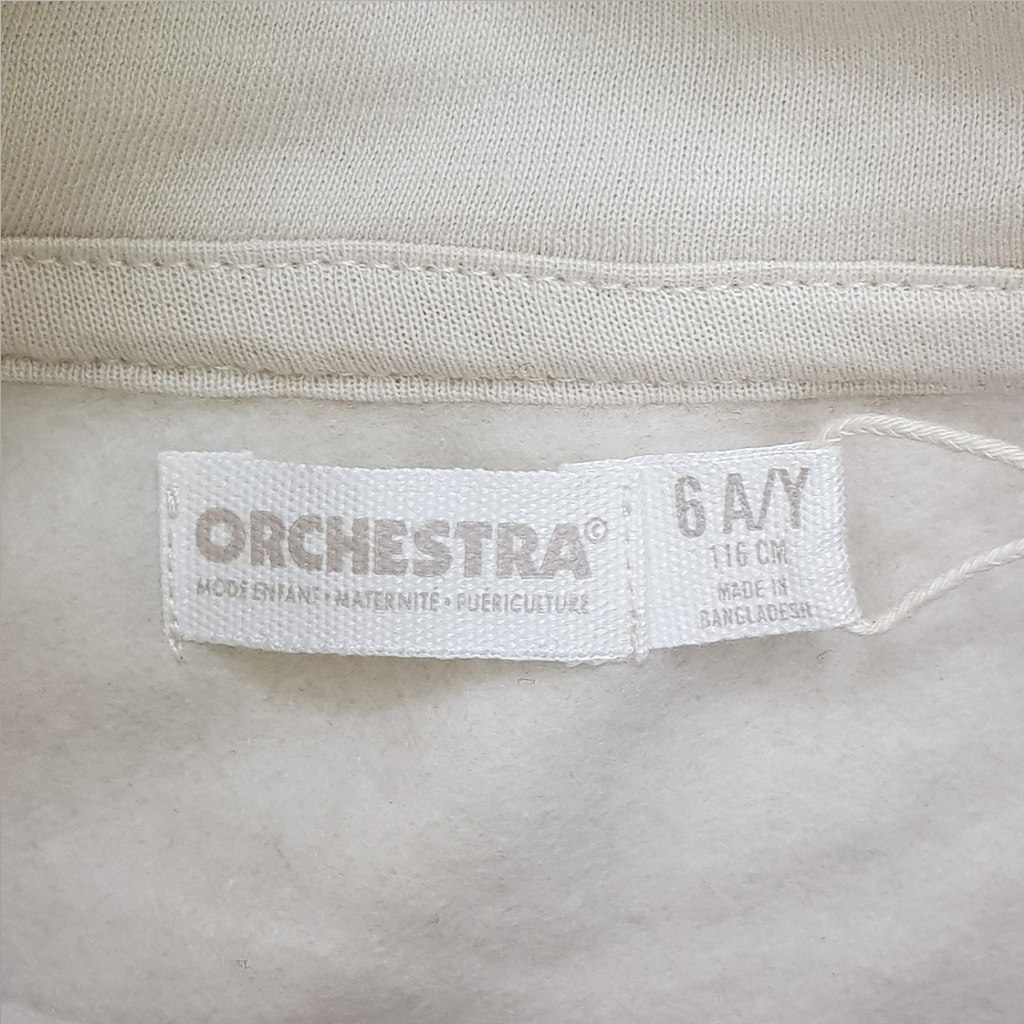 ORCHESTRA©
MODE ENFANT • MATERNITÉ • PUÉRICULTURE
6 A/Y
116 CM
MADE IN
BANGLADESH